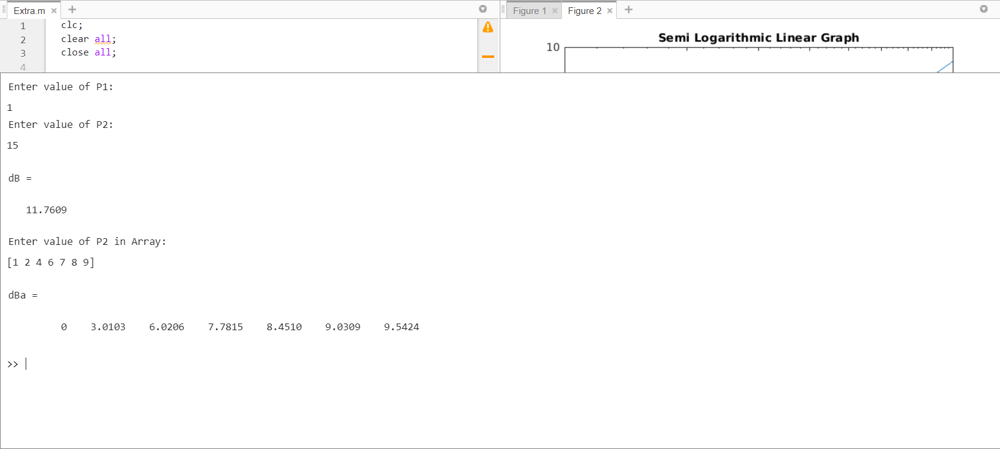 Extra.m
1 clc;
2 clear all;
3 close all;
4
Figure 1
Figure 2
Semi Logarithmic Linear Graph
10
Enter value of P1:
1
Enter value of P2:
15
dB =
11.7609
Enter value of P2 in Array:
[1 2 4 6 7 8 9]
dBa =
0 3.0103 6.0206 7.7815 8.4510 9.0309 9.5424
>>